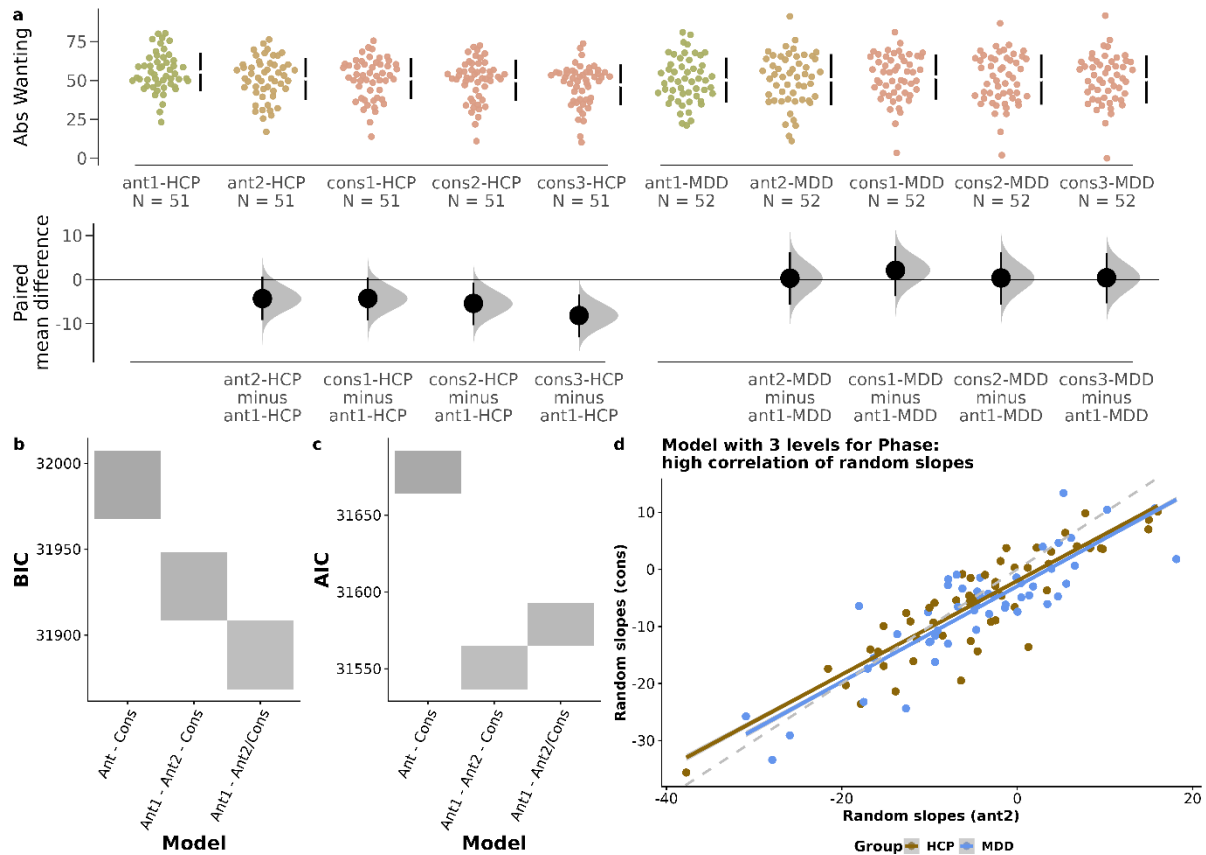 a
Abs Wanting
75
50
25
0
ant1-HCP ant2-HCP cons1-HCP cons2-HCP cons3-HCP ant1-MDD ant2-MDD cons1-MDD cons2-MDD cons3-MDD
N = 51 N = 51 N = 51 N = 51 N = 51 N = 52 N = 52 N = 52 N = 52 N = 52
Paired
mean difference
10
0
-10
ant2-HCP cons1-HCP cons2-HCP cons3-HCP ant2-MDD cons1-MDD cons2-MDD cons3-MDD
minus minus minus minus minus minus minus minus
ant1-HCP ant1-HCP ant1-HCP ant1-HCP ant1-MDD ant1-MDD ant1-MDD ant1-MDD
b
BIC
32000
31950
31900
Ant - Cons
Ant1 - Ant2 - Cons
Ant1 - Ant2/Cons
Model
c
AIC
31650
31600
31550
Ant - Cons
Ant1 - Ant2 - Cons
Ant1 - Ant2/Cons
Model
d
Model with 3 levels for Phase:
high correlation of random slopes
Random slopes (cons)
10
0
-10
-20
-30
-40 -20 0 20
Random slopes (ant2)
Group HCP MDD